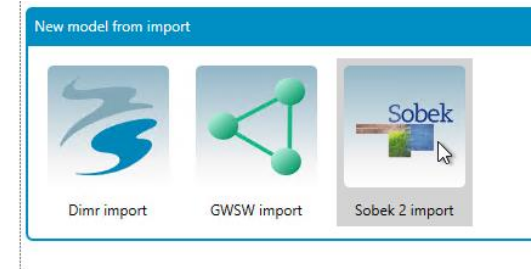 New model from import
Sobek
Dimr import
GWSW import
Sobek 2 import